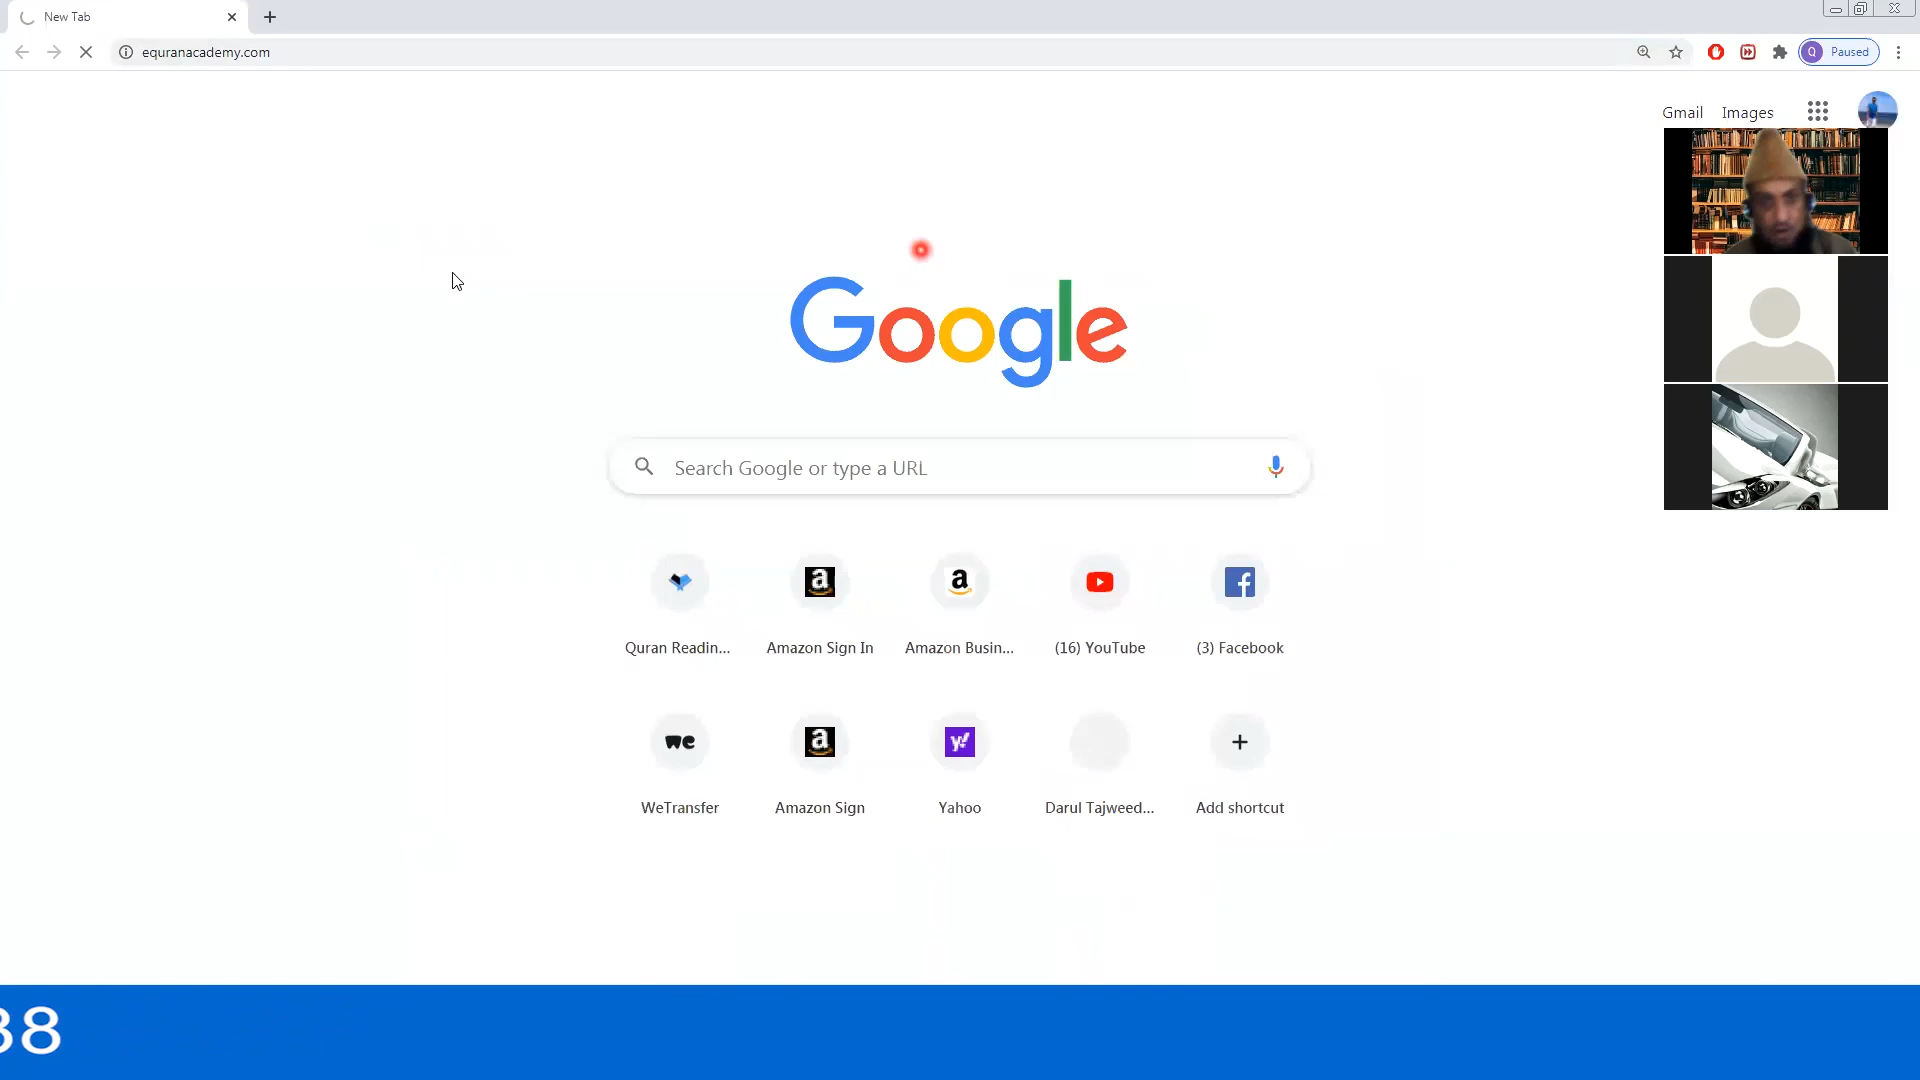 New Tab
equranacademy.com
Q Paused
Gmail Images
Google
Search Google or type a URL
Quran Readin... Amazon Sign In Amazon Busin... (16) YouTube (3) Facebook
WeTransfer Amazon Sign Yahoo Darul Tajweed... Add shortcut
38